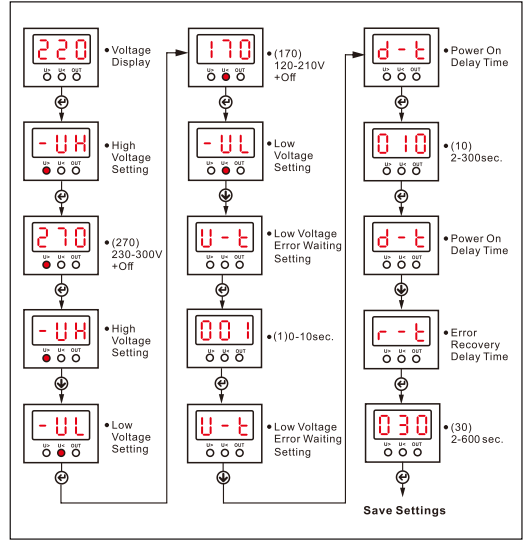 220
U> U< OUT
• Voltage
Display
- UH
U> U< OUT
• High
Voltage
Setting
270
U> U< OUT
• (270)
230-300V
+Off
- UH
U> U< OUT
• High
Voltage
Setting
- UL
U> U< OUT
• Low
Voltage
Setting
170
U> U< OUT
• (170)
120-210V
+Off
- UL
U> U< OUT
• Low
Voltage
Setting
U - t
U> U< OUT
• Low Voltage
Error Waiting
Setting
001
U> U< OUT
• (1)0-10sec.
U - t
U> U< OUT
• Low Voltage
Error Waiting
Setting
d - t
U> U< OUT
• Power On
Delay Time
010
U> U< OUT
• (10)
2-300sec.
d - t
U> U< OUT
• Power On
Delay Time
r - t
U> U< OUT
• Error
Recovery
Delay Time
030
U> U< OUT
• (30)
2-600sec.
Save Settings